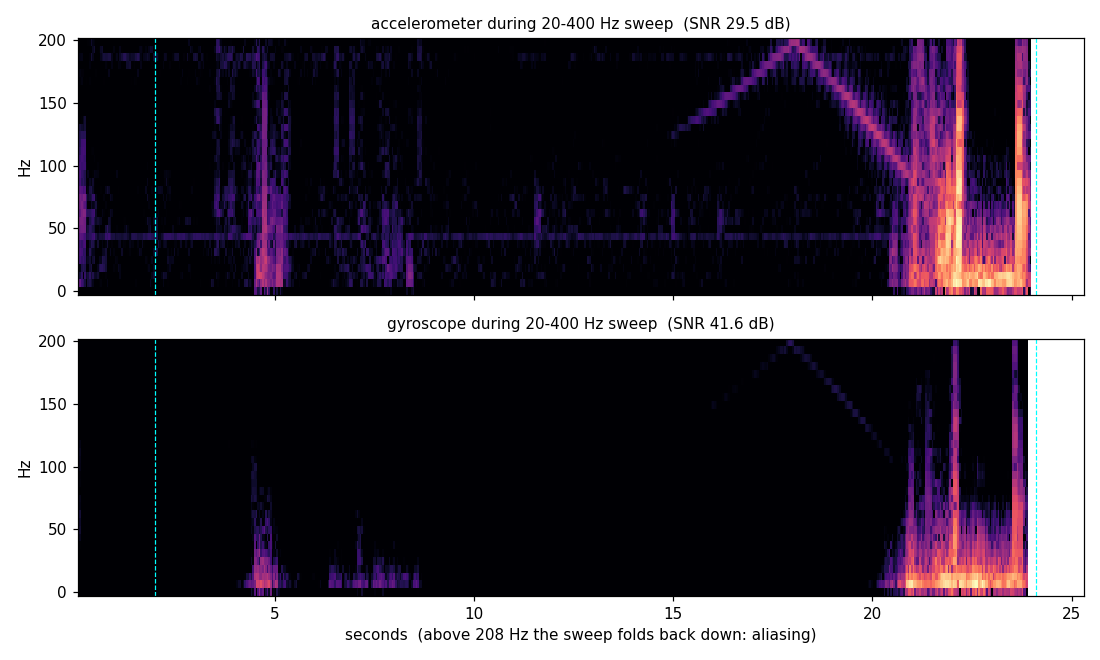 accelerometer during 20-400 Hz sweep  (SNR 29.5 dB)
200
150
100
50
0
Hz
gyroscope during 20-400 Hz sweep  (SNR 41.6 dB)
200
150
100
50
0
Hz
5 10 15 20 25
seconds  (above 208 Hz the sweep folds back down: aliasing)